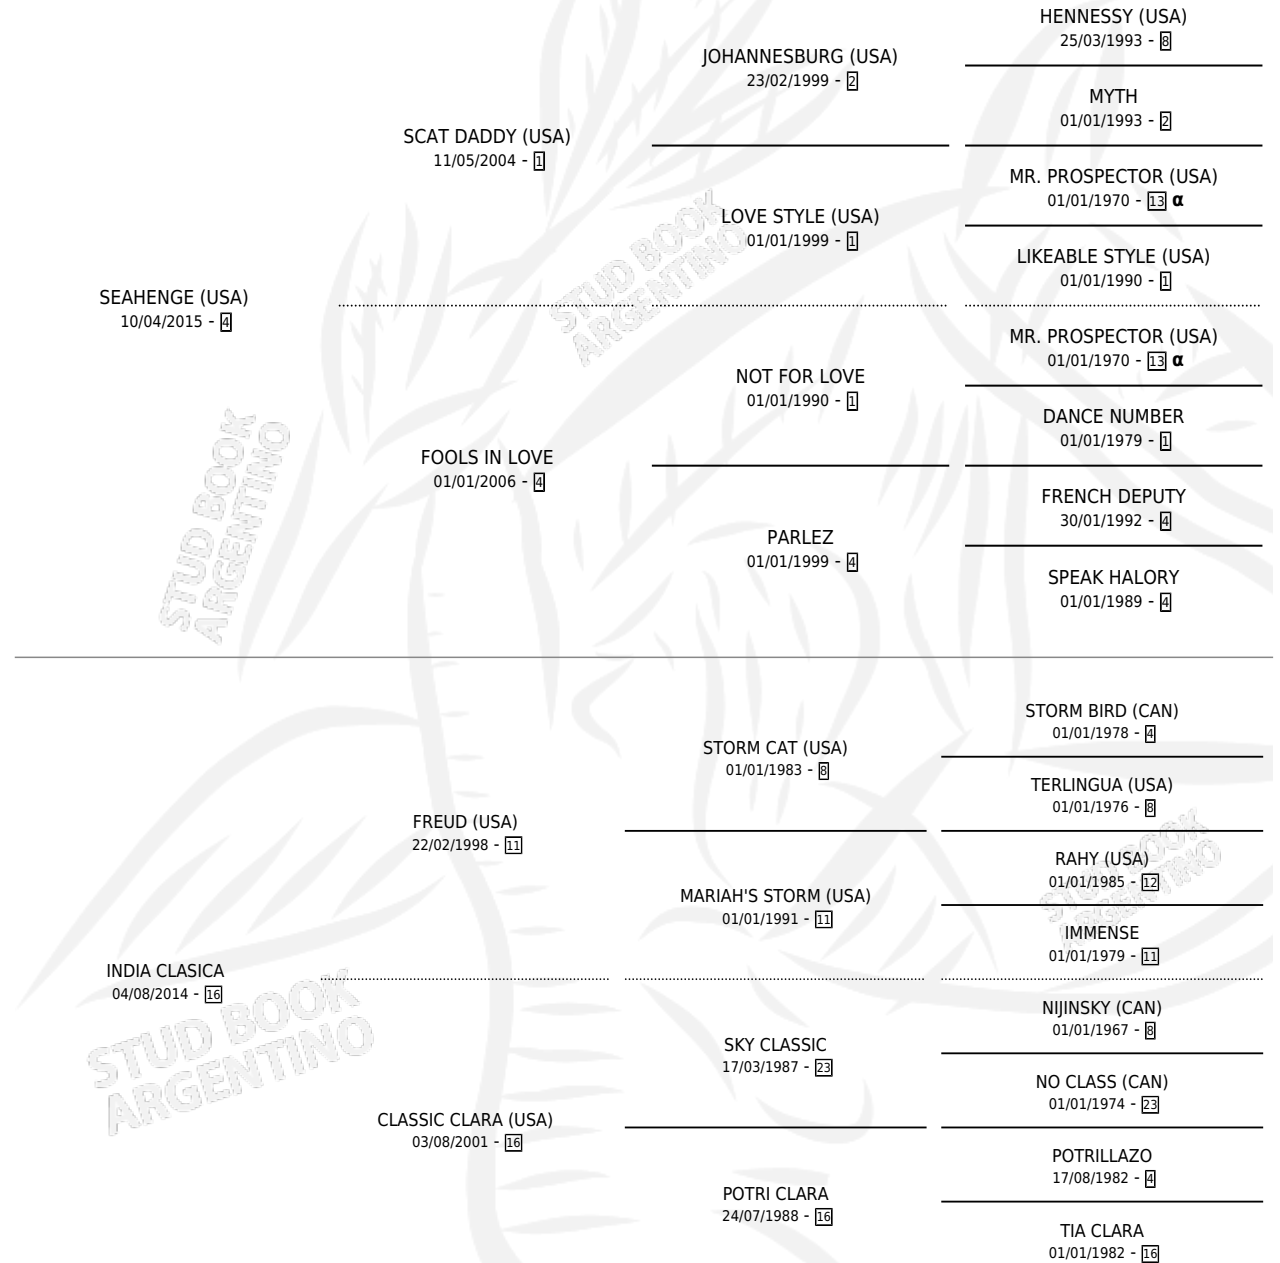 HENNESSY (USA)
25/03/1993 - 8
JOHANNESBURG (USA)
23/02/1999 - 2
MYTH
01/01/1993 - 2
SCAT DADDY (USA)
11/05/2004 - 1
MR. PROSPECTOR (USA)
01/01/1970 - 13 α
LOVE STYLE (USA)
01/01/1999 - 1
LIKEABLE STYLE (USA)
01/01/1990 - 1
SEAHENGE (USA)
10/04/2015 - 4
MR. PROSPECTOR (USA)
01/01/1970 - 13 α
NOT FOR LOVE
01/01/1990 - 1
DANCE NUMBER
01/01/1979 - 1
FOOLS IN LOVE
01/01/2006 - 4
FRENCH DEPUTY
30/01/1992 - 4
PARLEZ
01/01/1999 - 4
SPEAK HALORY
01/01/1989 - 4
STUD BOOK
ARGENTINO
STUD BOOK
ARGENTINO
STORM BIRD (CAN)
01/01/1978 - 4
STORM CAT (USA)
01/01/1983 - 8
TERLINGUA (USA)
01/01/1976 - 8
FREUD (USA)
22/02/1998 - 11
RAHY (USA)
01/01/1985 - 12
MARIAH'S STORM (USA)
01/01/1991 - 11
IMMENSE
01/01/1979 - 11
INDIA CLASICA
04/08/2014 - 16
NIJINSKY (CAN)
01/01/1967 - 8
SKY CLASSIC
17/03/1987 - 23
NO CLASS (CAN)
01/01/1974 - 23
CLASSIC CLARA (USA)
03/08/2001 - 16
POTRILLAZO
17/08/1982 - 4
POTRI CLARA
24/07/1988 - 16
TIA CLARA
01/01/1982 - 16
STUD BOOK
ARGENTINO
STUD BOOK
ARGENTINO